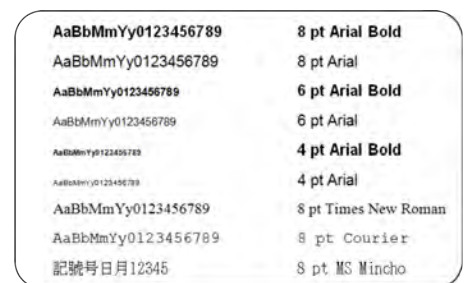 AaBbMmYy0123456789 8 pt Arial Bold
AaBbMmYy0123456789 8 pt Arial
AaBbMmYy0123456789 6 pt Arial Bold
AaBbMmYy0123456789 6 pt Arial
AaBbMmYy0123456789 4 pt Arial Bold
AaBbMmYy0123456789 4 pt Arial
AaBbMmYy0123456789 8 pt Times New Roman
AaBbMmYy0123456789 8 pt Courier
記號号日月12345 8 pt MS Mincho